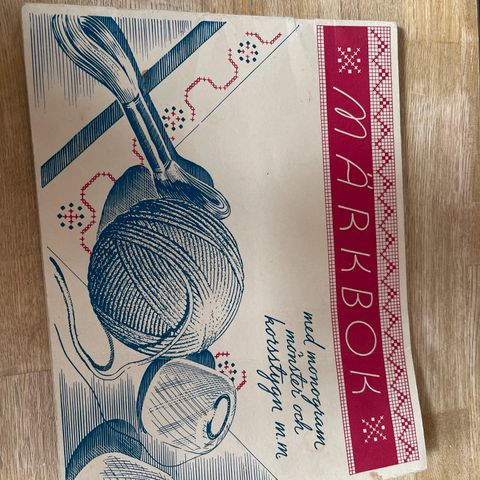 MÄRKBOK
med monogram
mönster och
korsstygn m.m